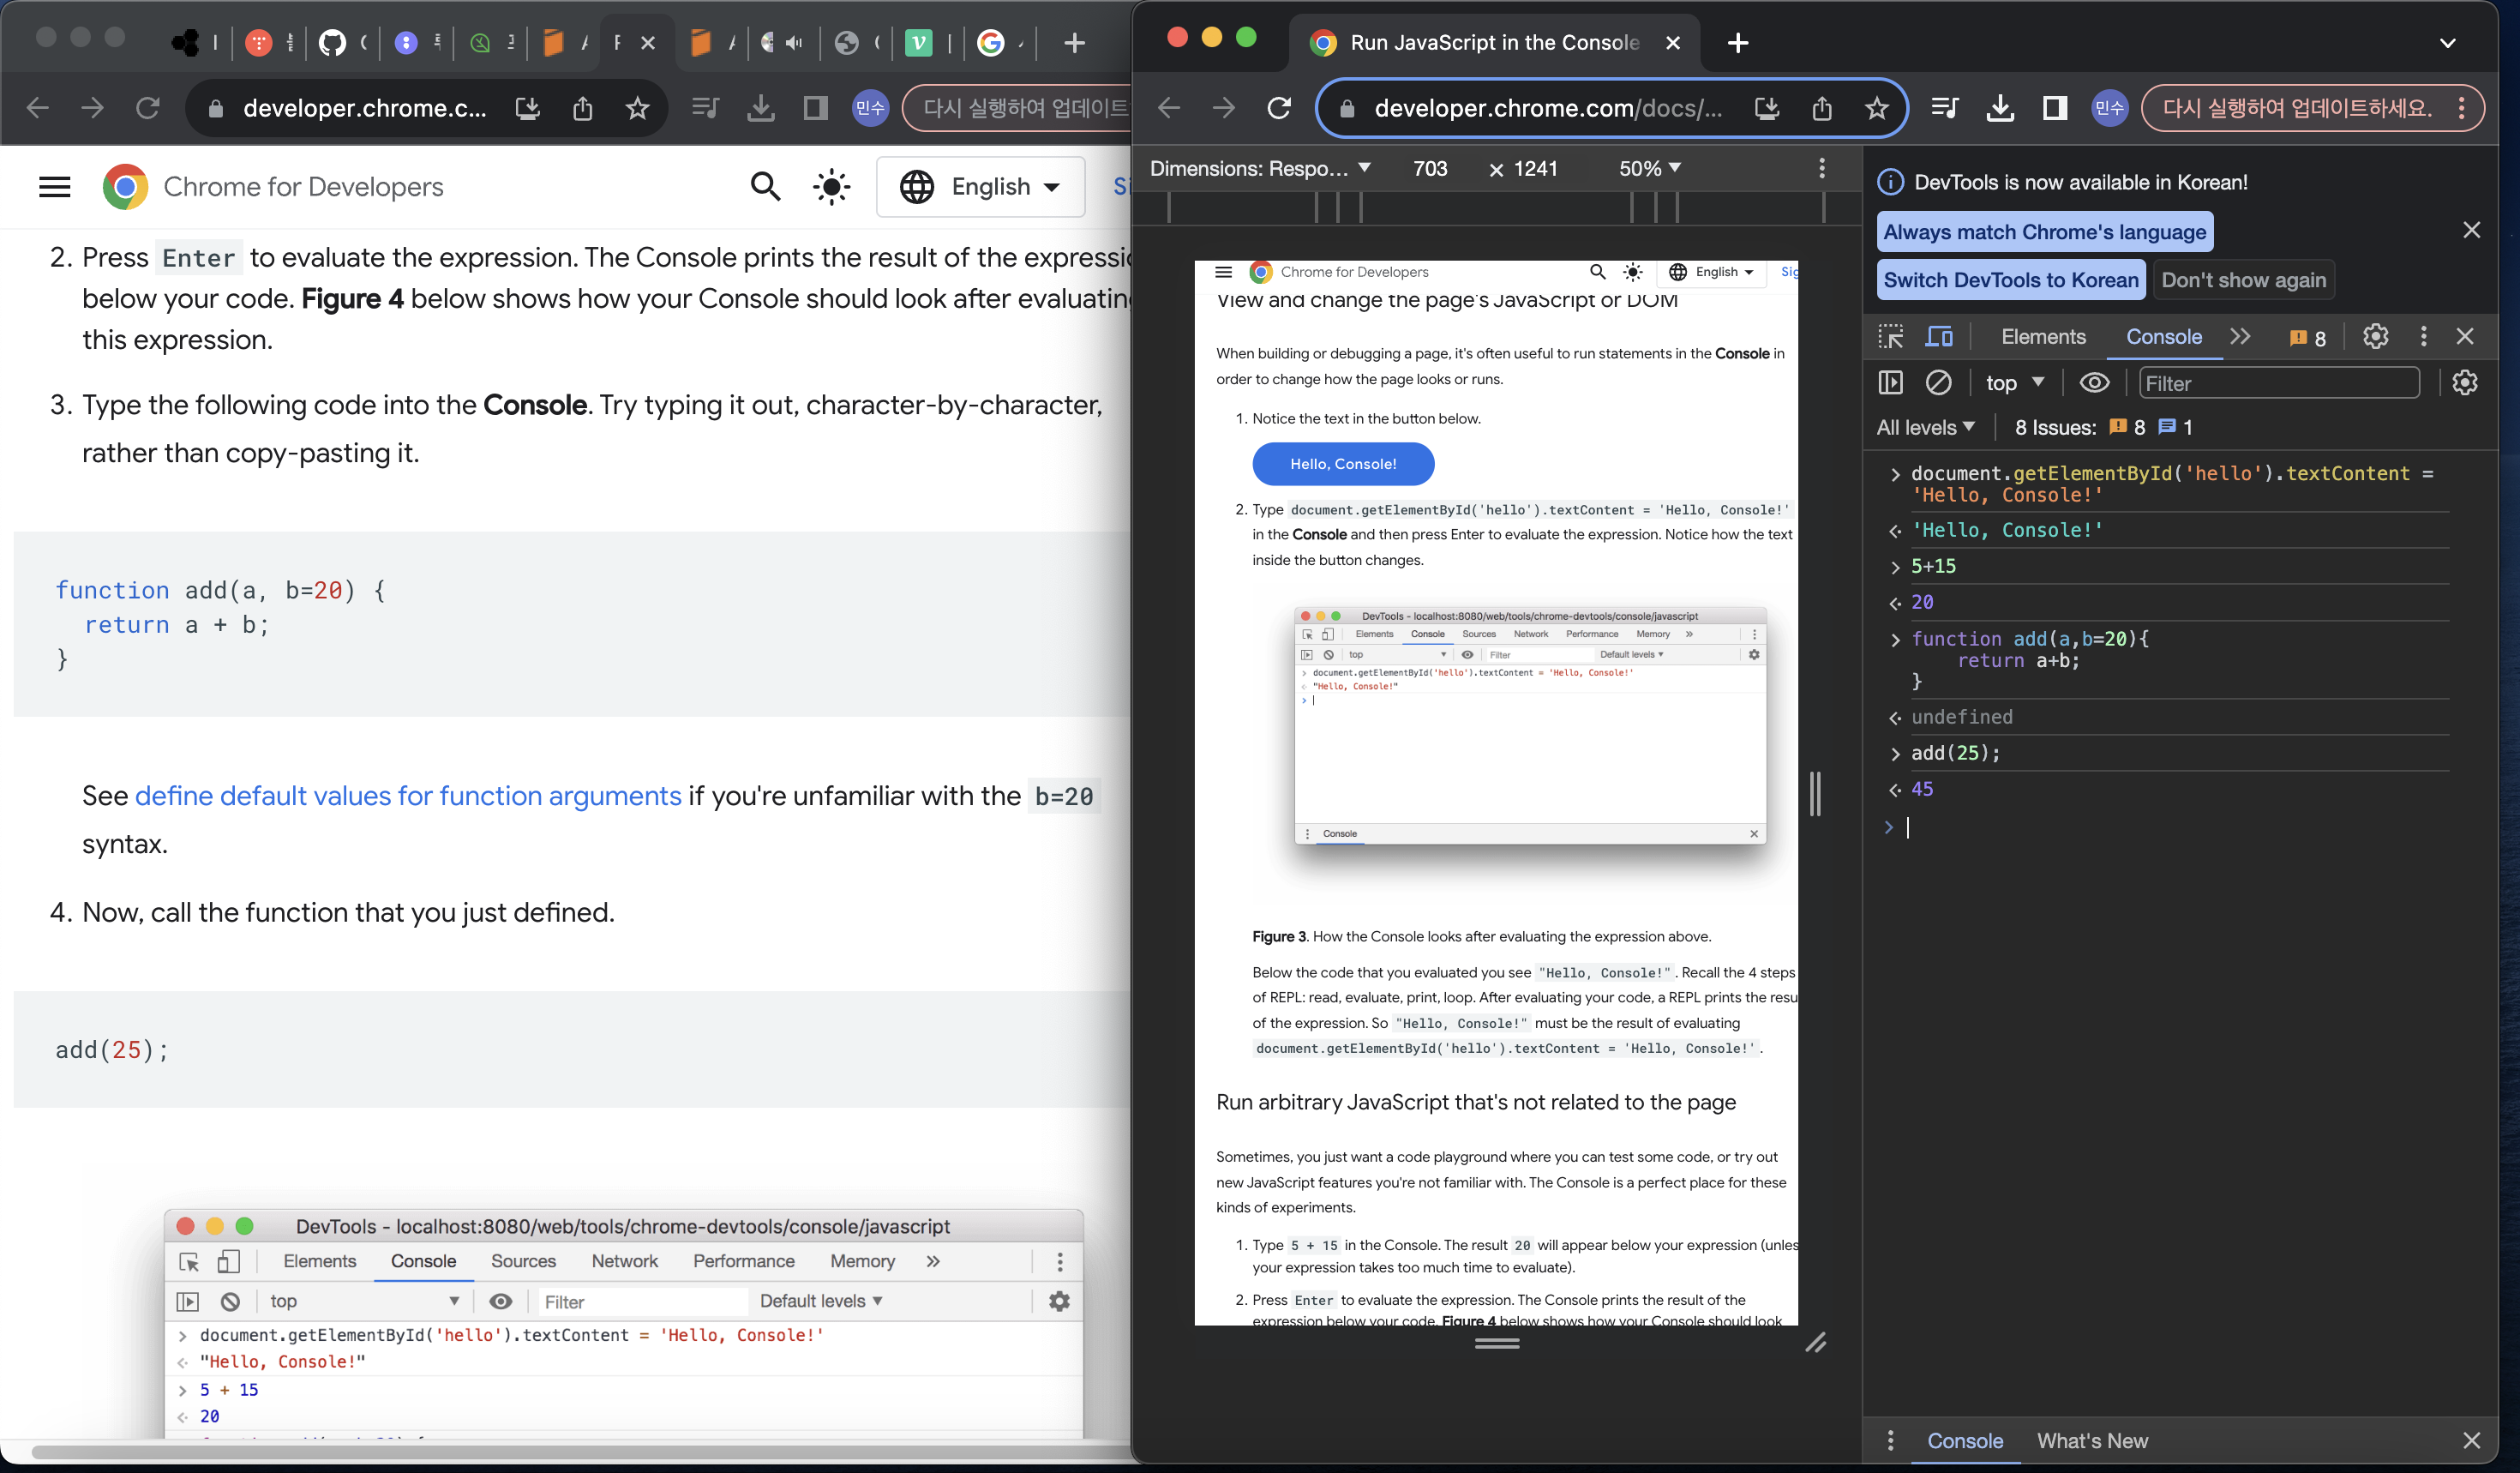 developer.chrome.c...
민수
다시 실행하여 업데이트
Chrome for Developers
English
2. Press Enter to evaluate the expression. The Console prints the result of the
below your code. Figure 4 below shows how your Console should look after
this expression.
3. Type the following code into the Console. Try typing it out, character-by-character,
rather than copy-pasting it.
function add(a, b=20) {
return a + b;
}
See define default values for function arguments if you're unfamiliar with the b=20
syntax.
4. Now, call the function that you just defined.
add(25);
DevTools - localhost:8080/web/tools/chrome-devtools/console/javascript
Elements Console Sources Network Performance Memory »
top Filter Default levels ▼
> document.getElementById('hello').textContent = 'Hello, Console!'
"Hello, Console!"
> 5 + 15
20
Run JavaScript in the Console
developer.chrome.com/docs/...
민수
다시 실행하여 업데이트하세요.
Dimensions: Respo... ▼ 703 × 1241 50% ▼
Chrome for Developers English
View and change the page's JavaScript or DOM
When building or debugging a page, it's often useful to run statements in the Console in
order to change how the page looks or runs.
1. Notice the text in the button below.
Hello, Console!
2. Type document.getElementById('hello').textContent = 'Hello, Console!'
in the Console and then press Enter to evaluate the expression. Notice how the text
inside the button changes.
DevTools - localhost:8080/web/tools/chrome-devtools/console/javascript
Elements Console Sources Network Performance Memory »
top Filter Default levels ▼
> document.getElementById('hello').textContent = 'Hello, Console!'
"Hello, Console!"
>
Console
Figure 3. How the Console looks after evaluating the expression above.
Below the code that you evaluated you see "Hello, Console!". Recall the 4 steps
of REPL: read, evaluate, print, loop. After evaluating your code, a REPL prints the
of the expression. So "Hello, Console!" must be the result of evaluating
document.getElementById('hello').textContent = 'Hello, Console!'.
Run arbitrary JavaScript that's not related to the page
Sometimes, you just want a code playground where you can test some code, or try out
new JavaScript features you're not familiar with. The Console is a perfect place for these
kinds of experiments.
1. Type 5 + 15 in the Console. The result 20 will appear below your expression
your expression takes too much time to evaluate).
2. Press Enter to evaluate the expression. The Console prints the result of the
expression below your code. Figure 4 below shows how your Console should look
DevTools is now available in Korean!
Always match Chrome's language
Switch DevTools to Korean Don't show again
Elements Console » 8
top ▼ Filter
All levels ▼ 8 Issues: 8 1
> document.getElementById('hello').textContent =
'Hello, Console!'
'Hello, Console!'
> 5+15
20
> function add(a,b=20){
return a+b;
}
undefined
> add(25);
45
>
Console What's New